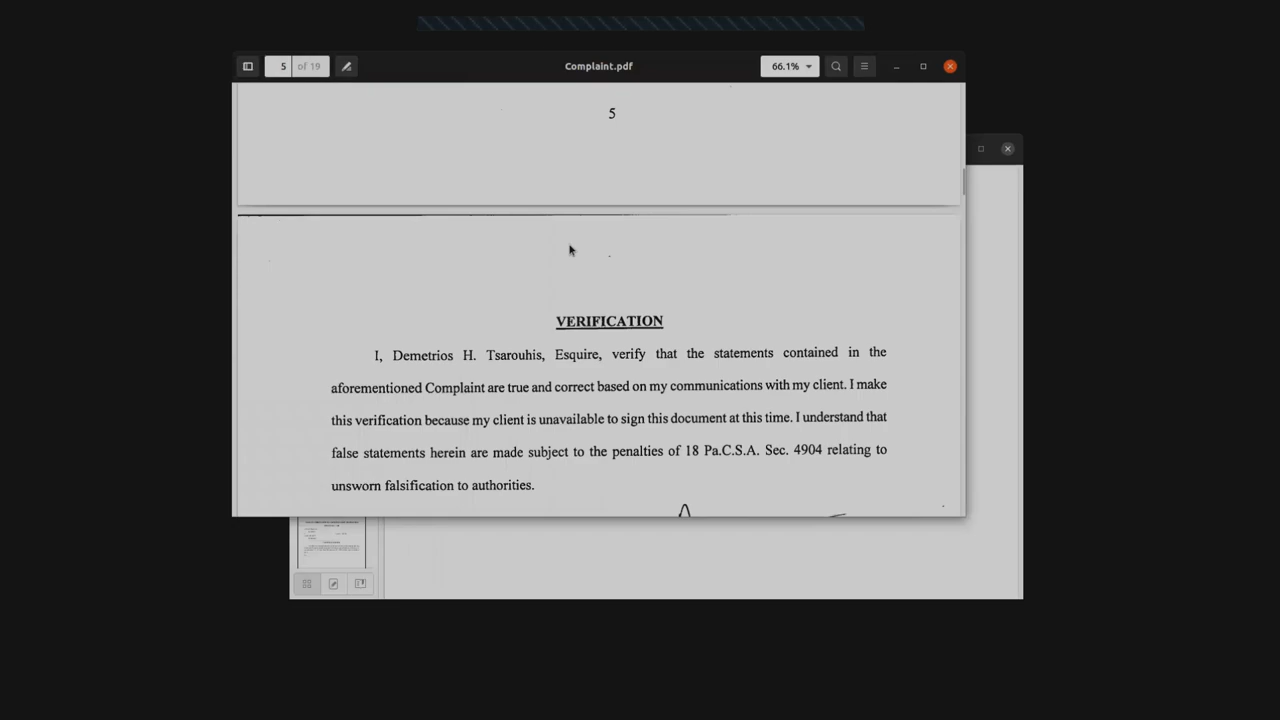 5 of 19
Complaint.pdf
66.1%
5
VERIFICATION
I, Demetrios H. Tsarouhis, Esquire, verify that the statements contained in the
aforementioned Complaint are true and correct based on my communications with my client. I make
this verification because my client is unavailable to sign this document at this time. I understand that
false statements herein are made subject to the penalties of 18 Pa.C.S.A. Sec. 4904 relating to
unsworn falsification to authorities.